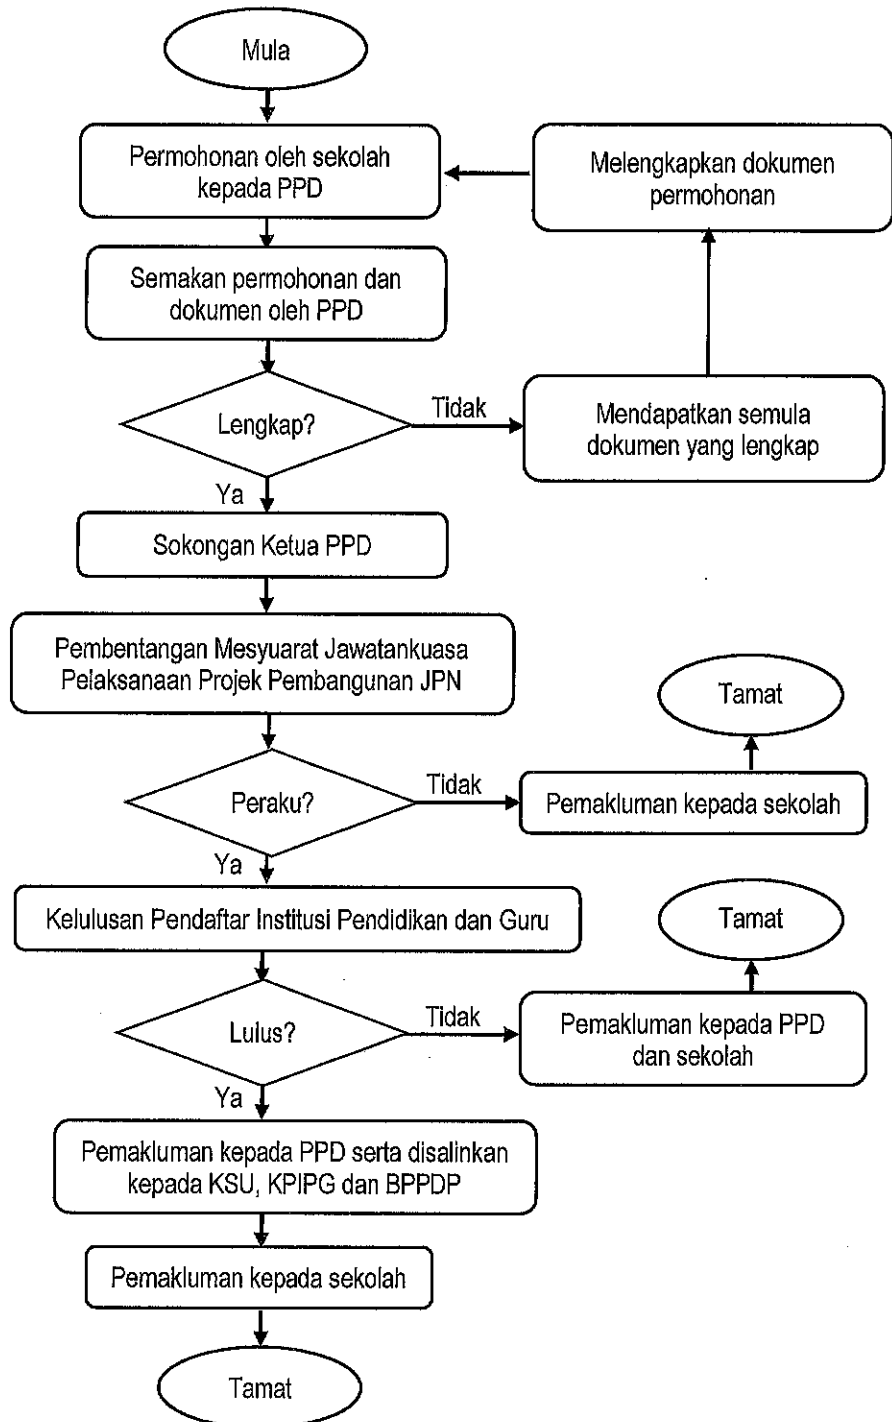 Mula
Permohonan oleh sekolah
kepada PPD
Melengkapkan dokumen
permohonan
Semakan permohonan dan
dokumen oleh PPD
Lengkap?
Tidak
Mendapatkan semula
dokumen yang lengkap
Ya
Sokongan Ketua PPD
Pembentangan Mesyuarat Jawatankuasa
Pelaksanaan Projek Pembangunan JPN
Tamat
Peraku?
Tidak
Pemakluman kepada sekolah
Ya
Kelulusan Pendaftar Institusi Pendidikan dan Guru
Tamat
Lulus?
Tidak
Pemakluman kepada PPD
dan sekolah
Ya
Pemakluman kepada PPD serta disalinkan
kepada KSU, KPIPG dan BPPDP
Pemakluman kepada sekolah
Tamat